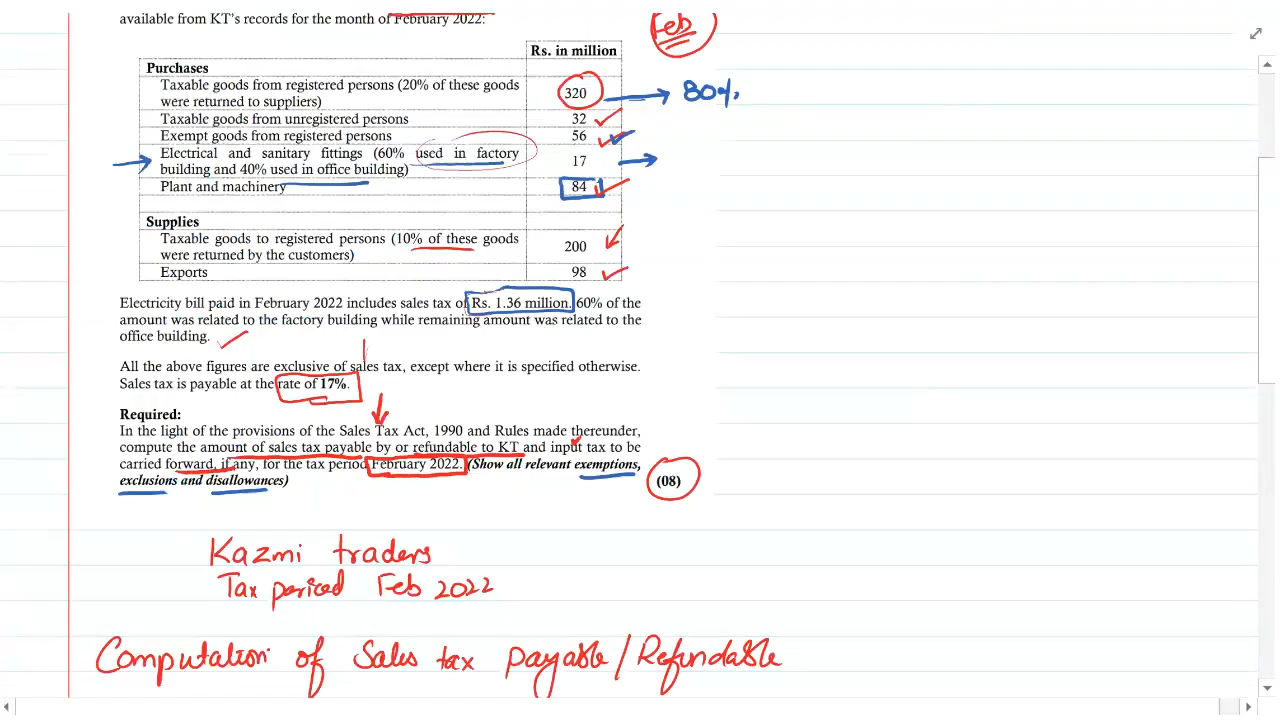 available from KT's records for the month of February 2022:
Feb
Rs. in million
Purchases
Taxable goods from registered persons (20% of these goods
were returned to suppliers)
320
80%
Taxable goods from unregistered persons 32
Exempt goods from registered persons 56
Electrical and sanitary fittings (60% used in factory
building and 40% used in office building)
17
Plant and machinery 84
Supplies
Taxable goods to registered persons (10% of these goods
were returned by the customers)
200
Exports 98
Electricity bill paid in February 2022 includes sales tax of Rs. 1.36 million. 60% of the
amount was related to the factory building while remaining amount was related to the
office building.
All the above figures are exclusive of sales tax, except where it is specified otherwise.
Sales tax is payable at the rate of 17%.
Required:
In the light of the provisions of the Sales Tax Act, 1990 and Rules made thereunder,
compute the amount of sales tax payable by or refundable to KT and input tax to be
carried forward, if any, for the tax period February 2022. (Show all relevant exemptions,
exclusions and disallowances)
(08)
Kazmi traders
Tax period Feb 2022
Computation of Sales tax payable/Refundable